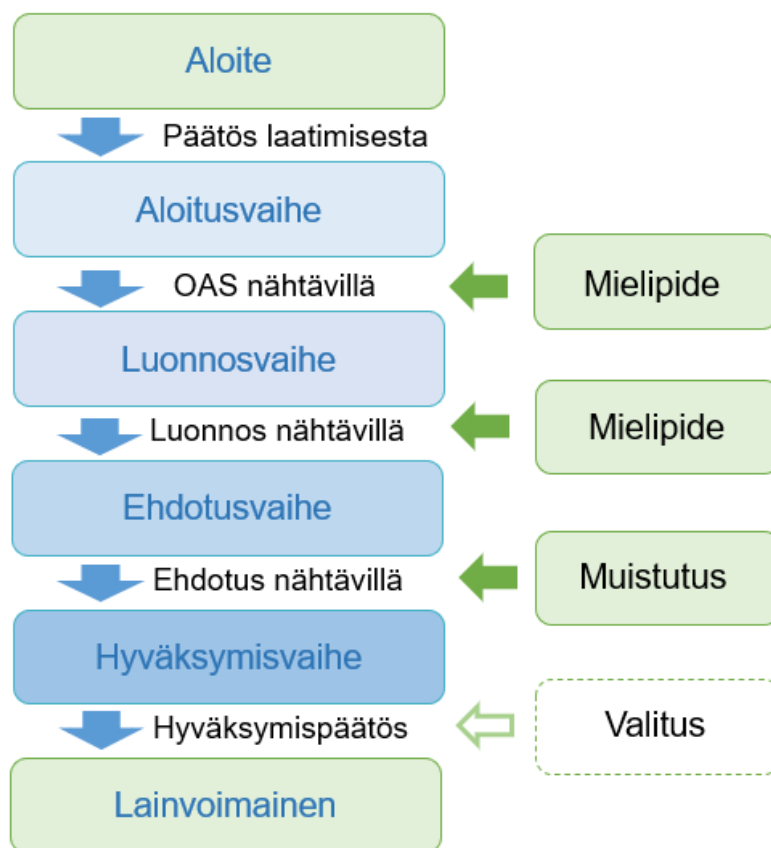 Aloite
Päätös laatimisesta
Aloitusvaihe
OAS nähtävillä
Mielipide
Luonnosvaihe
Luonnos nähtävillä
Mielipide
Ehdotusvaihe
Ehdotus nähtävillä
Muistutus
Hyväksymisvaihe
Hyväksymispäätös
Valitus
Lainvoimainen